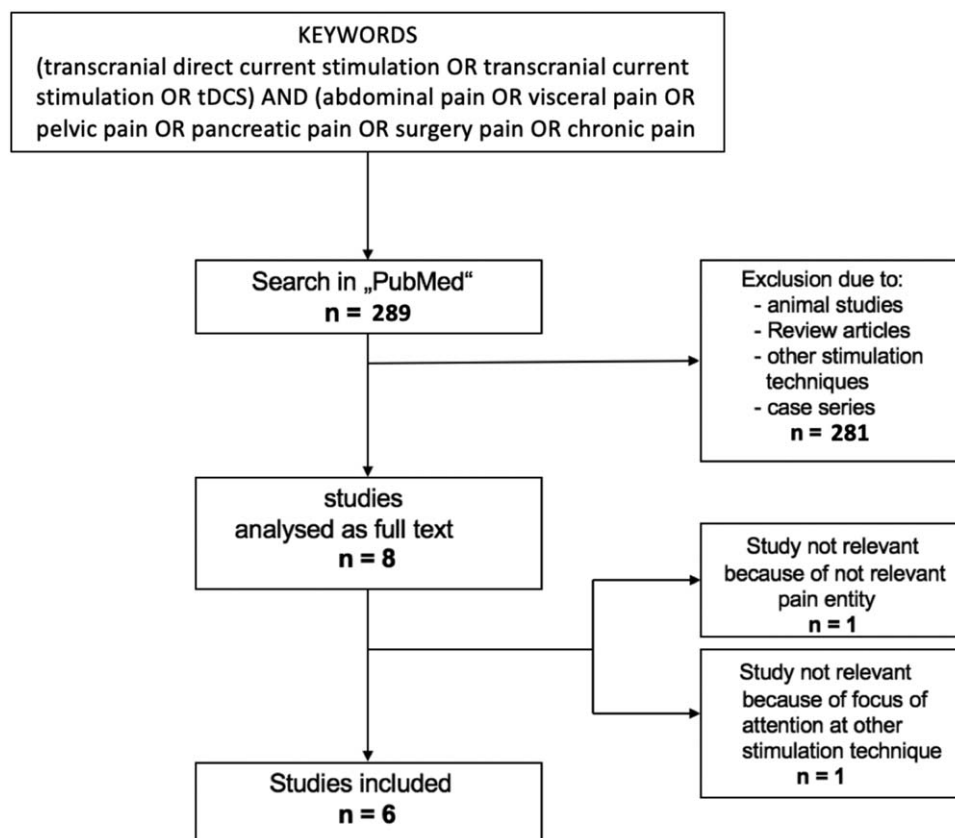 KEYWORDS
(transcranial direct current stimulation OR transcranial current
stimulation OR tDCS) AND (abdominal pain OR visceral pain OR
pelvic pain OR pancreatic pain OR surgery pain OR chronic pain
Search in „PubMed“
n = 289
Exclusion due to:
- animal studies
- Review articles
- other stimulation
techniques
- case series
n = 281
studies
analysed as full text
n = 8
Study not relevant
because of not relevant
pain entity
n = 1
Study not relevant
because of focus of
attention at other
stimulation technique
n = 1
Studies included
n = 6